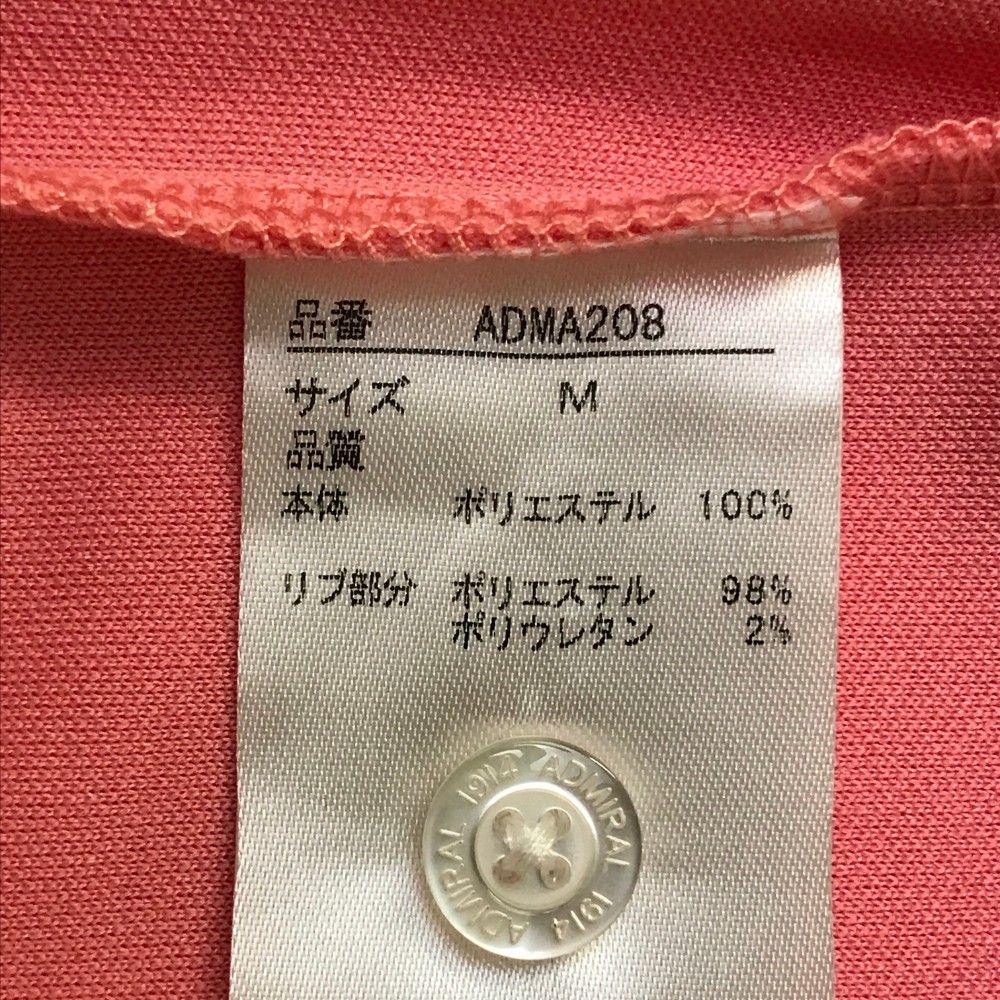 品番 ADMA208
サイズ M
品質
本体 ポリエステル 100%
リブ部分 ポリエステル 98%
ポリウレタン 2%
ADMIRAL 1914 ADMIRAL 1914